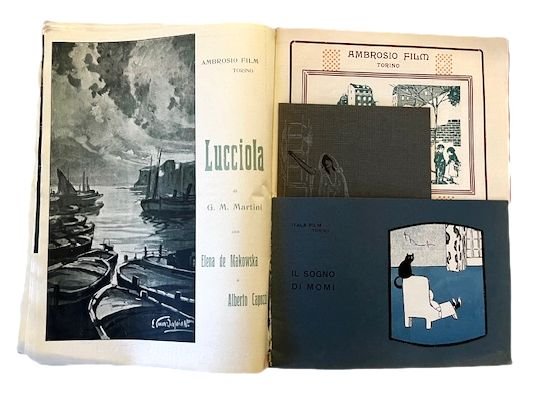 AMBROSIO FILM
TORINO
Lucciola
di
G. M. Martini
con
Elena de Makowska
e
Alberto Capozzi
AMBROSIO FILM
TORINO
ITALA FILM
TORINO
IL SOGNO
DI MOMI